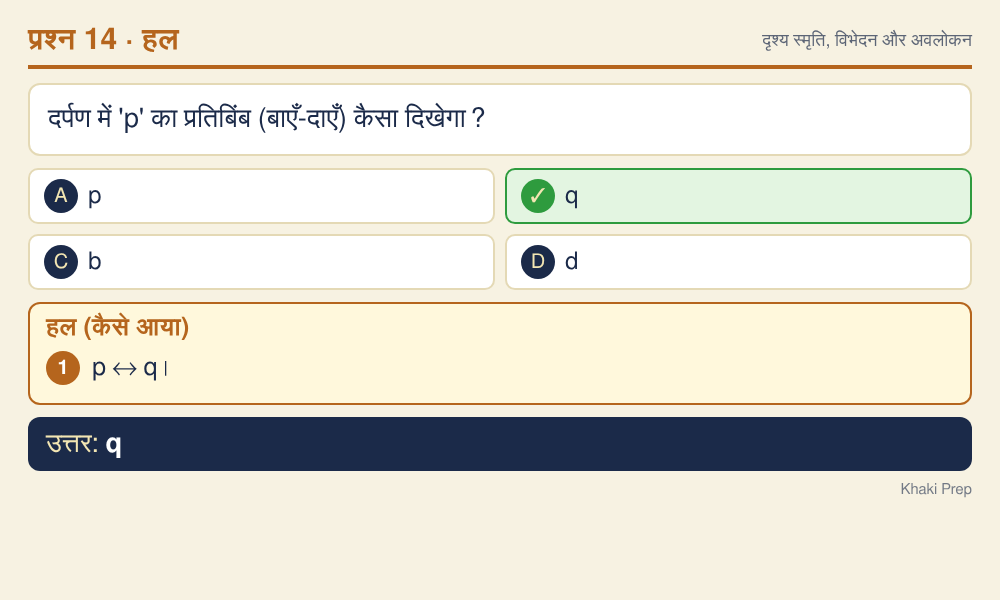 प्रश्न 14 · हल
दृश्य स्मृति, विभेदन और अवलोकन
दर्पण में 'p' का प्रतिबिंब (बाएँ-दाएँ) कैसा दिखेगा ?
A p
✓ q
C b
D d
हल (कैसे आया)
1 p ↔ q।
उत्तर: q
Khaki Prep